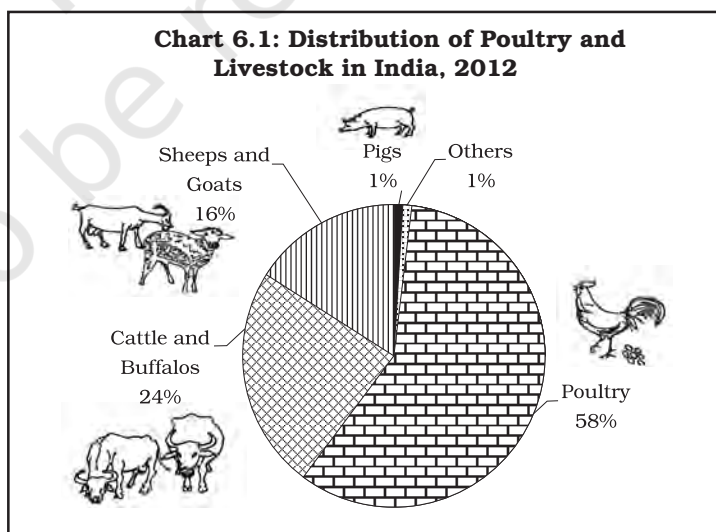 Chart 6.1: Distribution of Poultry and
Livestock in India, 2012
Sheeps and
Goats
16%
Pigs
1%
Others
1%
Cattle and
Buffalos
24%
Poultry
58%